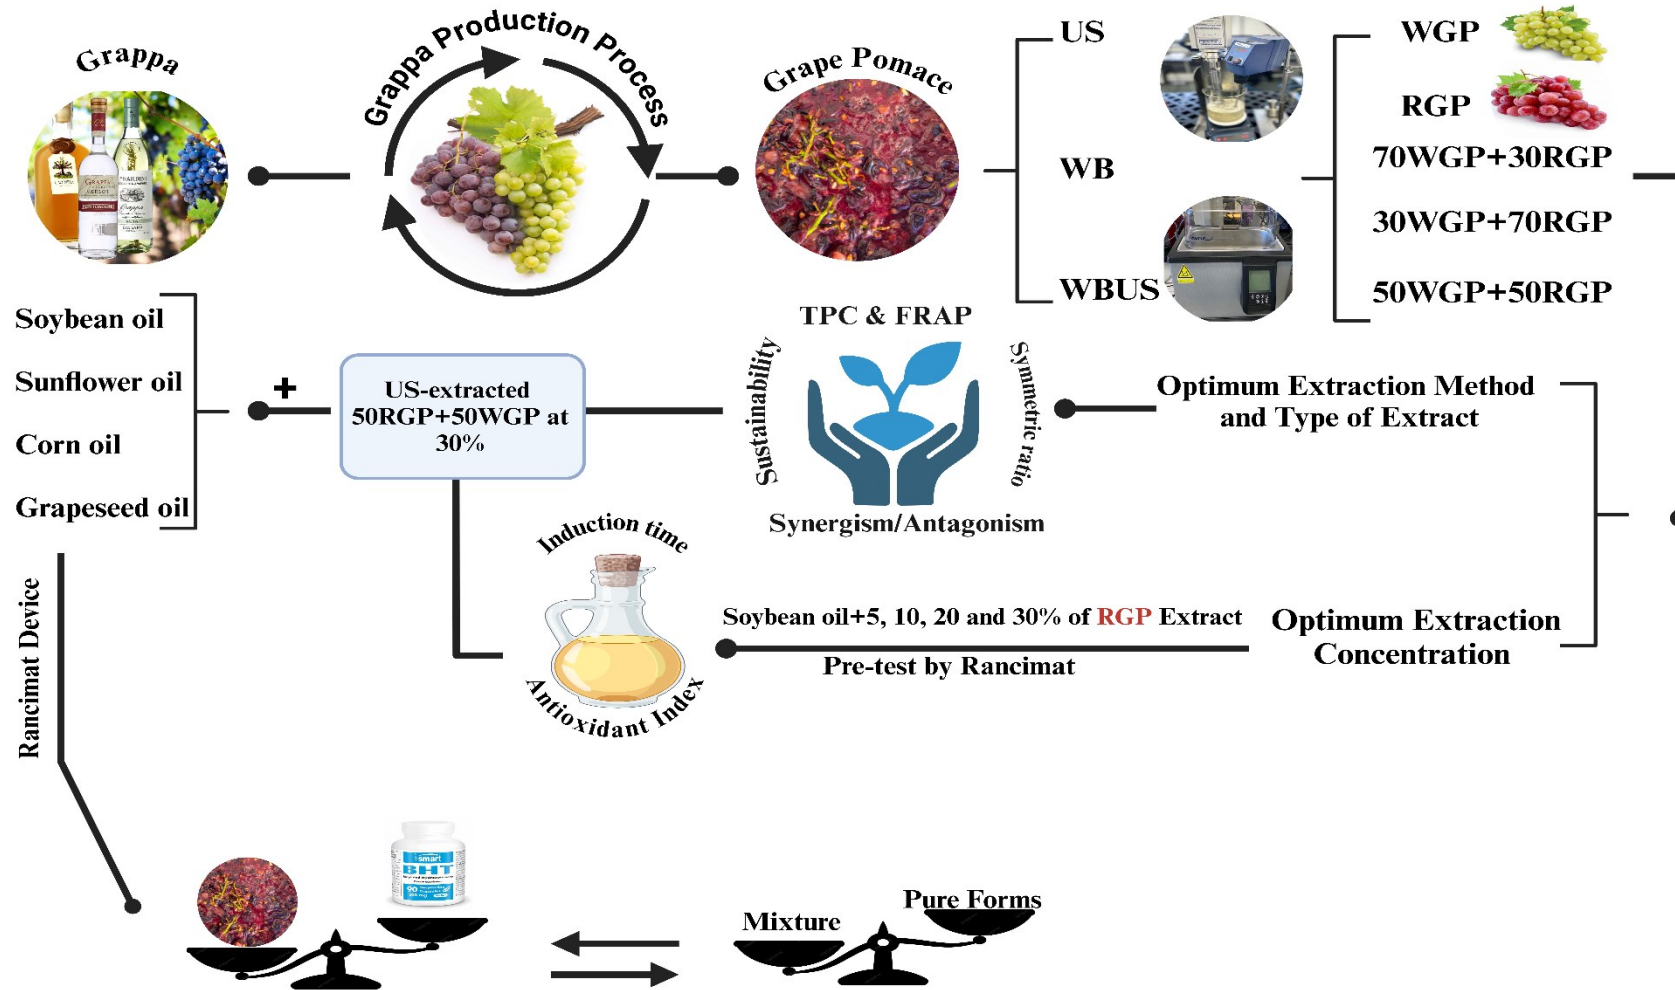 Grappa
Grappa Production Process
Grape Pomace
US
WB
WBUS
WGP
RGP
70WGP+30RGP
30WGP+70RGP
50WGP+50RGP
Soybean oil
Sunflower oil
Corn oil
Grapeseed oil
+
US-extracted
50RGP+50WGP at
30%
TPC & FRAP
Sustainability
Symmetric ratio
Synergism/Antagonism
Optimum Extraction Method
and Type of Extract
Induction time
Antioxidant Index
Soybean oil+5, 10, 20 and 30% of RGP Extract
Pre-test by Rancimat
Optimum Extraction
Concentration
Rancimat Device
smart
BHT
90
Mixture
Pure Forms